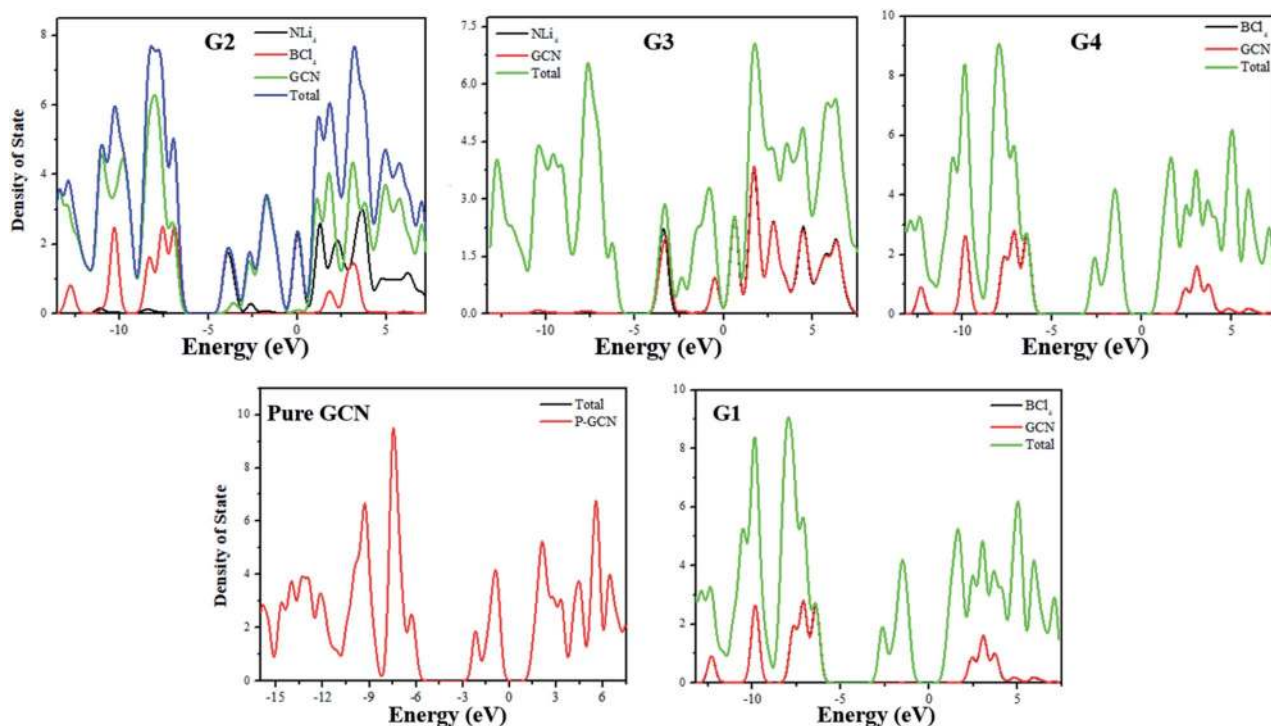 G2
NLi₄
BCl₄
GCN
Total
8
6
4
2
0
-10
-5
0
5
Density of State
Energy (eV)
G3
NLi₄
GCN
Total
7.5
6.0
4.5
3.0
1.5
0.0
-10
-5
0
5
Energy (eV)
G4
BCl₄
GCN
Total
10
8
6
4
2
0
-10
-5
0
5
Energy (eV)
Pure GCN
Total
P-GCN
10
8
6
4
2
0
-15
-12
-9
-6
-3
0
3
6
Density of State
Energy (eV)
G1
BCl₄
GCN
Total
10
8
6
4
2
0
-10
-5
0
5
Energy (eV)